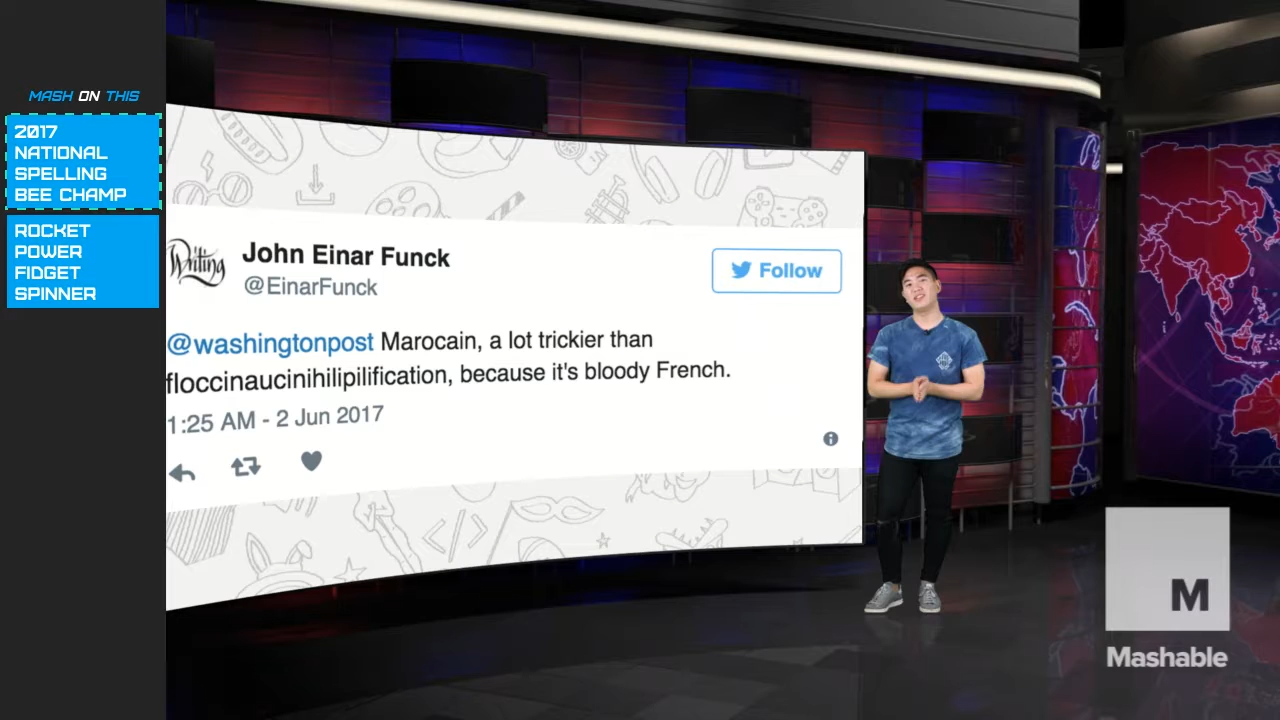 MASH ON THIS
2017
NATIONAL
SPELLING
BEE CHAMP
ROCKET
POWER
FIDGET
SPINNER
Writing
John Einar Funck
@EinarFunck
Follow
@washingtonpost Marocain, a lot trickier than
floccinaucinihilipilification, because it's bloody French.
1:25 AM - 2 Jun 2017
M
Mashable